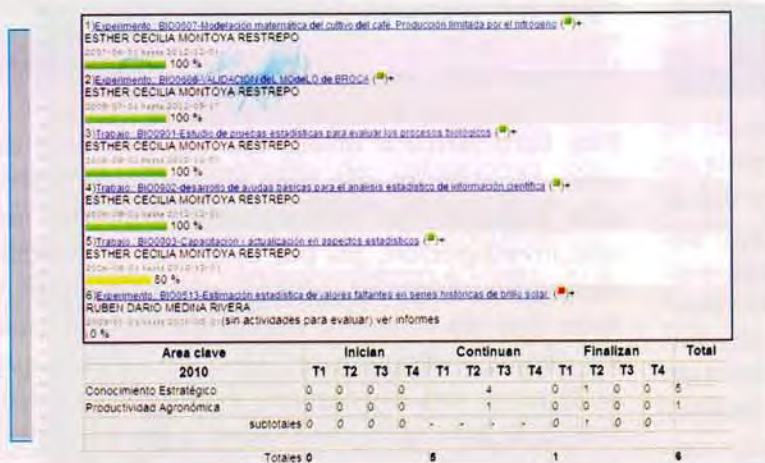 1)Experimento.: BIO0607-Modelación matemática del cultivo del café. Producción limitada por el nitrógeno ( )+
ESTHER CECILIA MONTOYA RESTREPO
100 %
2)Experimento.: BIO0606-VALIDACIÓN deL MOdeLO de BROCA ( )+
ESTHER CECILIA MONTOYA RESTREPO
100 %
3)Trabajo.: BIO0901-Estudio de pruebas estadísticas para evaluar los procesos biológicos ( )+
ESTHER CECILIA MONTOYA RESTREPO
100 %
4)Trabajo.: BIO0902-desarrollo de ayudas básicas para el análisis estadístico de información científica ( )+
ESTHER CECILIA MONTOYA RESTREPO
100 %
5)Trabajo.: BIO0903-Capacitación y actualización en aspectos estadísticos ( )+
ESTHER CECILIA MONTOYA RESTREPO
80 %
6)Experimento.: BIO0513-Estimación estadística de valores faltantes en series históricas de brillo solar. ( )+
RUBEN DARIO MEDINA RIVERA
(sin actividades para evaluar) ver informes
0 %
Area clave Inician Continuan Finalizan Total
2010 T1 T2 T3 T4 T1 T2 T3 T4 T1 T2 T3 T4
Conocimiento Estratégico 0 0 0 0 4 0 1 0 0 5
Productividad Agronómica 0 0 0 0 1 0 0 0 0 1
subtotales 0 0 0 0 - - - - 0 1 0 0
Totales 0 5 1 6